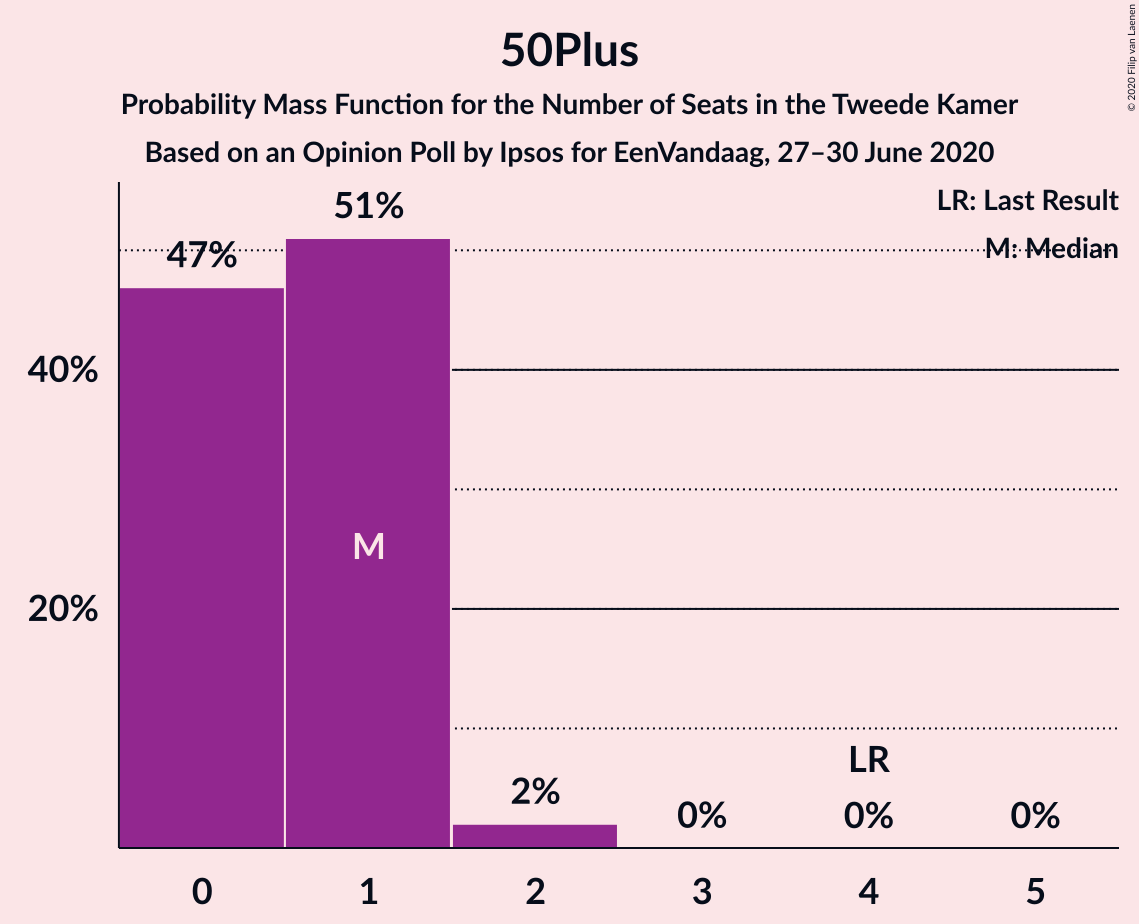 50Plus
Probability Mass Function for the Number of Seats in the Tweede Kamer
Based on an Opinion Poll by Ipsos for EenVandaag, 27–30 June 2020
© 2020 Filip van Laenen
LR: Last Result
M: Median
51%
47%
40%
M
20%
LR
2%
0%
0%
0%
0
1
2
3
4
5